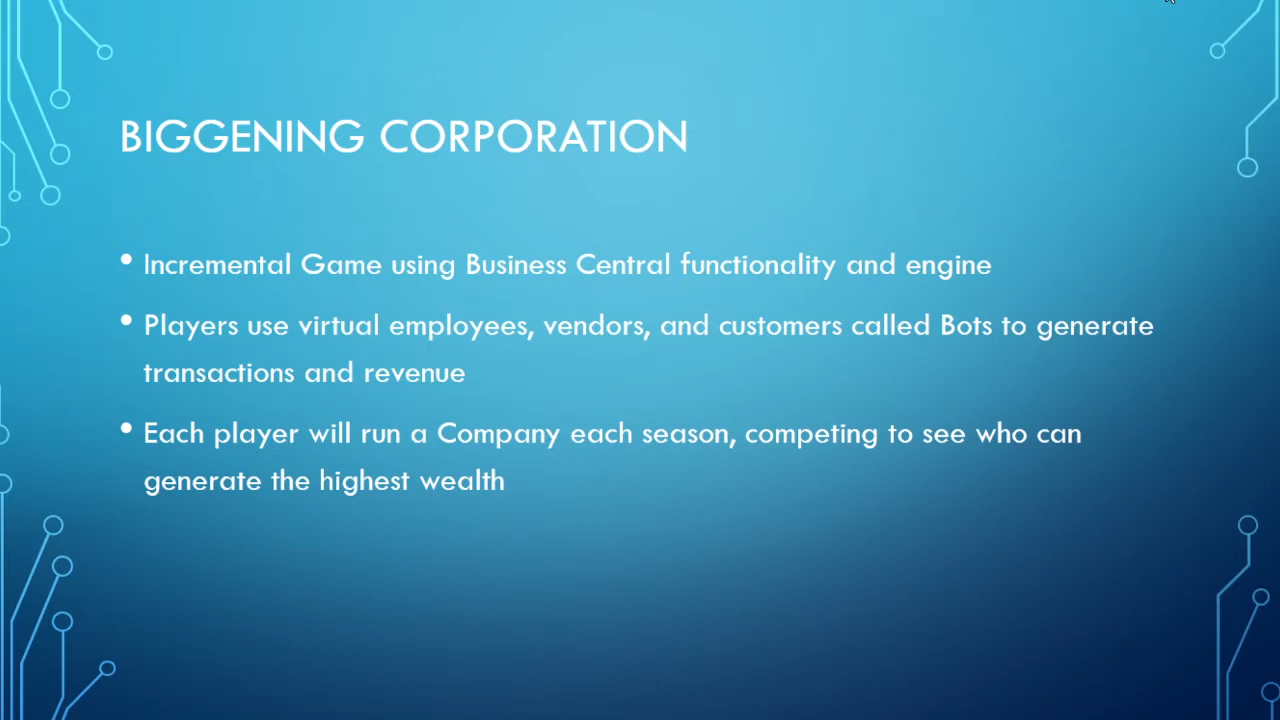 BIGGENING CORPORATION
• Incremental Game using Business Central functionality and engine
• Players use virtual employees, vendors, and customers called Bots to generate
transactions and revenue
• Each player will run a Company each season, competing to see who can
generate the highest wealth